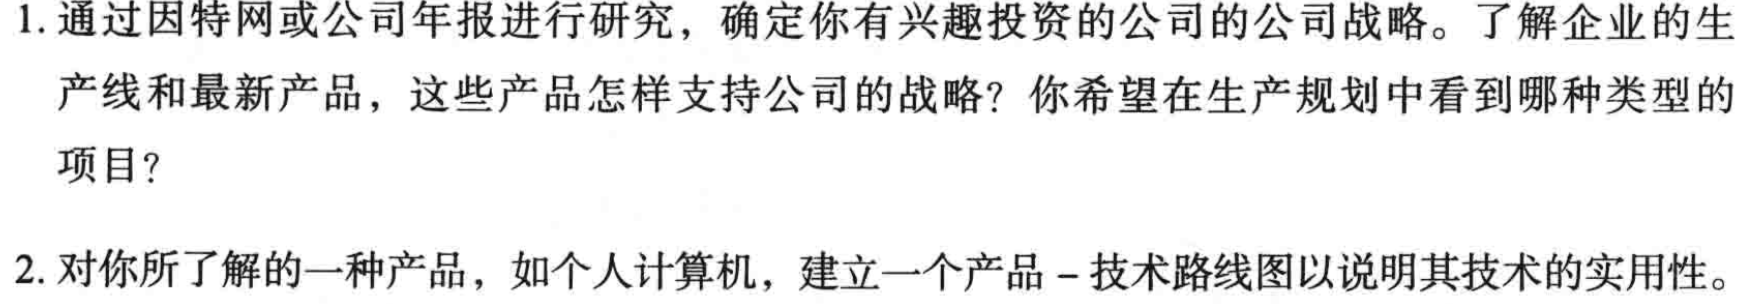 1. 通过因特网或公司年报进行研究，确定你有兴趣投资的公司的公司战略。了解企业的生
产线和最新产品，这些产品怎样支持公司的战略？你希望在生产规划中看到哪种类型的
项目？
2. 对你所了解的一种产品，如个人计算机，建立一个产品－技术路线图以说明其技术的实用性。